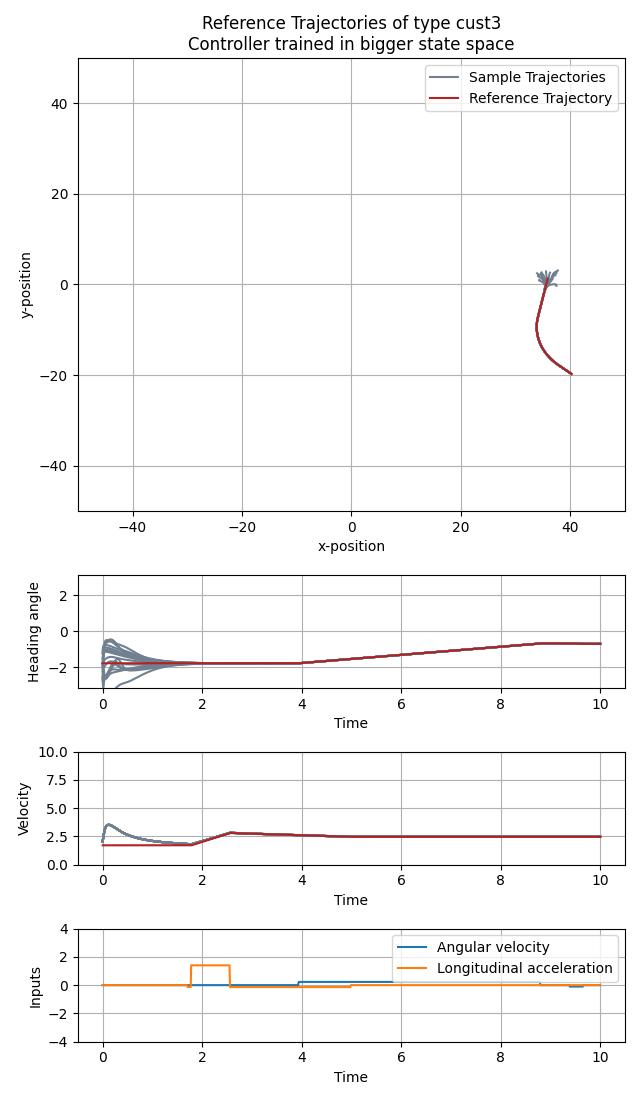 Reference Trajectories of type cust3
Controller trained in bigger state space
Sample Trajectories
Reference Trajectory
40
20
0
−20
−40
y-position
−40 −20 0 20 40
x-position
2
0
−2
Heading angle
0 2 4 6 8 10
Time
10.0
7.5
5.0
2.5
0.0
Velocity
0 2 4 6 8 10
Time
Angular velocity
Longitudinal acceleration
4
2
0
−2
−4
Inputs
0 2 4 6 8 10
Time